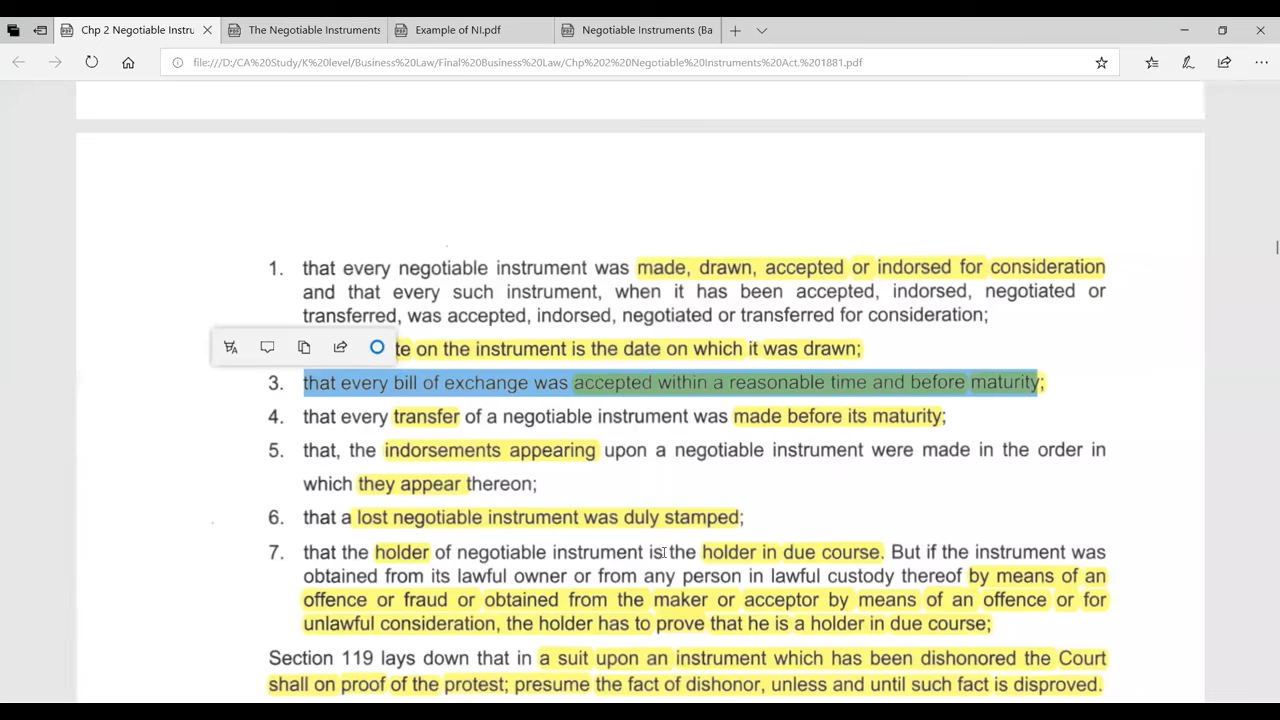 Chp 2 Negotiable Instru
The Negotiable Instruments
Example of NI.pdf
Negotiable Instruments (Ba
file:///D:/CA%20Study/K%20level/Business%20Law/Final%20Business%20Law/Chp%202%20Negotiable%20Instruments%20Act.%201881.pdf
1. that every negotiable instrument was made, drawn, accepted or indorsed for consideration
and that every such instrument, when it has been accepted, indorsed, negotiated or
transferred, was accepted, indorsed, negotiated or transferred for consideration;
te on the instrument is the date on which it was drawn;
3. that every bill of exchange was accepted within a reasonable time and before maturity;
4. that every transfer of a negotiable instrument was made before its maturity;
5. that, the indorsements appearing upon a negotiable instrument were made in the order in
which they appear thereon;
6. that a lost negotiable instrument was duly stamped;
7. that the holder of negotiable instrument is the holder in due course. But if the instrument was
obtained from its lawful owner or from any person in lawful custody thereof by means of an
offence or fraud or obtained from the maker or acceptor by means of an offence or for
unlawful consideration, the holder has to prove that he is a holder in due course;
Section 119 lays down that in a suit upon an instrument which has been dishonored the Court
shall on proof of the protest; presume the fact of dishonor, unless and until such fact is disproved.